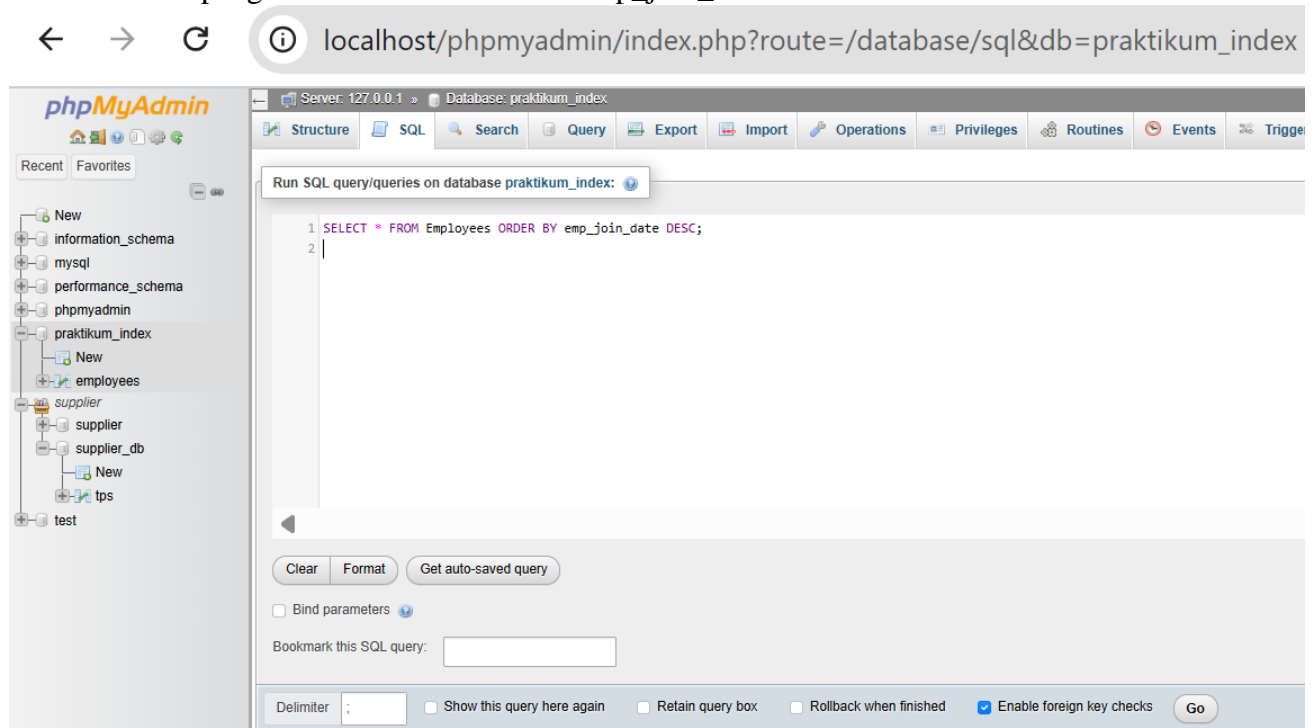 localhost/phpmyadmin/index.php?route=/database/sql&db=praktikum_index
phpMyAdmin
Recent Favorites
New
information_schema
mysql
performance_schema
phpmyadmin
praktikum_index
New
employees
supplier
supplier
supplier_db
New
tps
test
Server: 127.0.0.1 » Database: praktikum_index
Structure SQL Search Query Export Import Operations Privileges Routines Events Trigger
Run SQL query/queries on database praktikum_index:
1 SELECT * FROM Employees ORDER BY emp_join_date DESC;
2
Clear Format Get auto-saved query
Bind parameters
Bookmark this SQL query:
Delimiter ; Show this query here again Retain query box Rollback when finished Enable foreign key checks Go